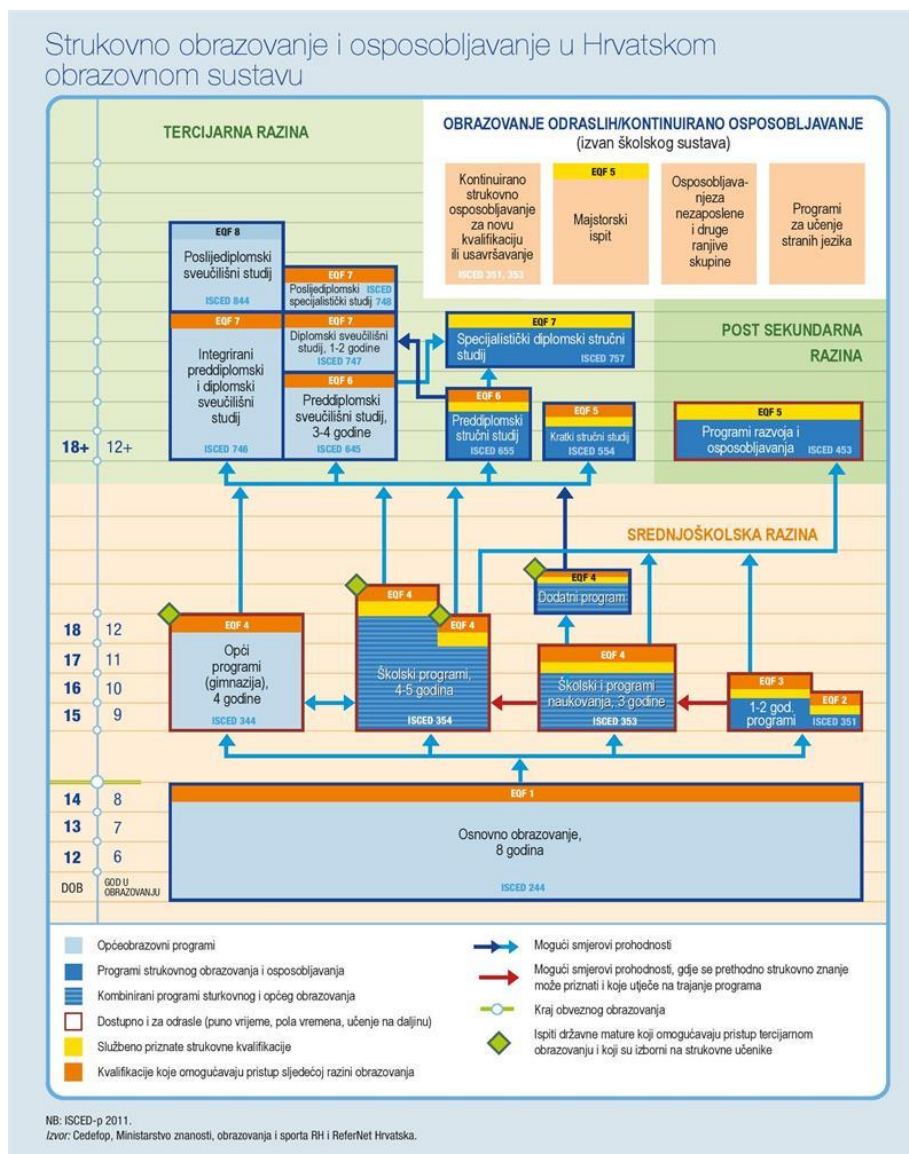 Strukovno obrazovanje i osposobljavanje u Hrvatskom
obrazovnom sustavu
TERCIJARNA RAZINA
OBRAZOVANJE ODRASLIH/KONTINUIRANO OSPOSOBLJAVANJE
(izvan školskog sustava)
Kontinuirano
strukovno
osposobljavanje
za novu
kvalifikaciju
ili usavršavanje
ISCED 351, 353
EQF 5
Majstorski
ispit
Osposobljava-
njeza
nezaposlene
i druge
ranjive
skupine
Programi
za učenje
stranih jezika
EQF 8
Poslijediplomski
sveučilišni studij
ISCED 844
EQF 7
Poslijediplomski ISCED
specijalistički studij 748
EQF 7
Integrirani
preddiplomski
i diplomski
sveučilišni
studij
ISCED 746
EQF 7
Diplomski sveučilišni
studij, 1-2 godine
ISCED 747
EQF 6
Preddiplomski
sveučilišni studij,
3-4 godine
ISCED 645
EQF 7
Specijalistički diplomski stručni
studij ISCED 757
EQF 6
Preddiplomski
stručni studij
ISCED 655
EQF 5
Kratki stručni studij
ISCED 554
POST SEKUNDARNA
RAZINA
EQF 5
Programi razvoja i
osposobljavanja ISCED 453
18+ 12+
SREDNJOŠKOLSKA RAZINA
EQF 4
Dodatni program
EQF 4
Opći
programi
(gimnazija),
4 godine
ISCED 344
EQF 4
EQF 4
Školski programi,
4-5 godina
ISCED 354
EQF 4
Školski i programi
naukovanja, 3 godine
ISCED 353
EQF 3
1-2 god.
programi
EQF 2
ISCED 351
18 12
17 11
16 10
15 9
EQF 1
Osnovno obrazovanje,
8 godina
ISCED 244
14 8
13 7
12 6
DOB GOD U
OBRAZOVANJU
Općeobrazovni programi
Programi strukovnog obrazovanja i osposobljavanja
Kombinirani programi sturkovnog i općeg obrazovanja
Dostupno i za odrasle (puno vrijeme, pola vremena, učenje na daljinu)
Službeno priznate strukovne kvalifikacije
Kvalifikacije koje omogućavaju pristup sljedećoj razini obrazovanja
Mogući smjerovi prohodnosti
Mogući smjerovi prohodnosti, gdje se prethodno strukovno znanje
može priznati i koje utječe na trajanje programa
Kraj obveznog obrazovanja
Ispiti državne mature koji omogućavaju pristup tercijarnom
obrazovanju i koji su izborni na strukovne učenike
NB: ISCED-p 2011.
Izvor: Cedefop, Ministarstvo znanosti, obrazovanja i sporta RH i ReferNet Hrvatska.